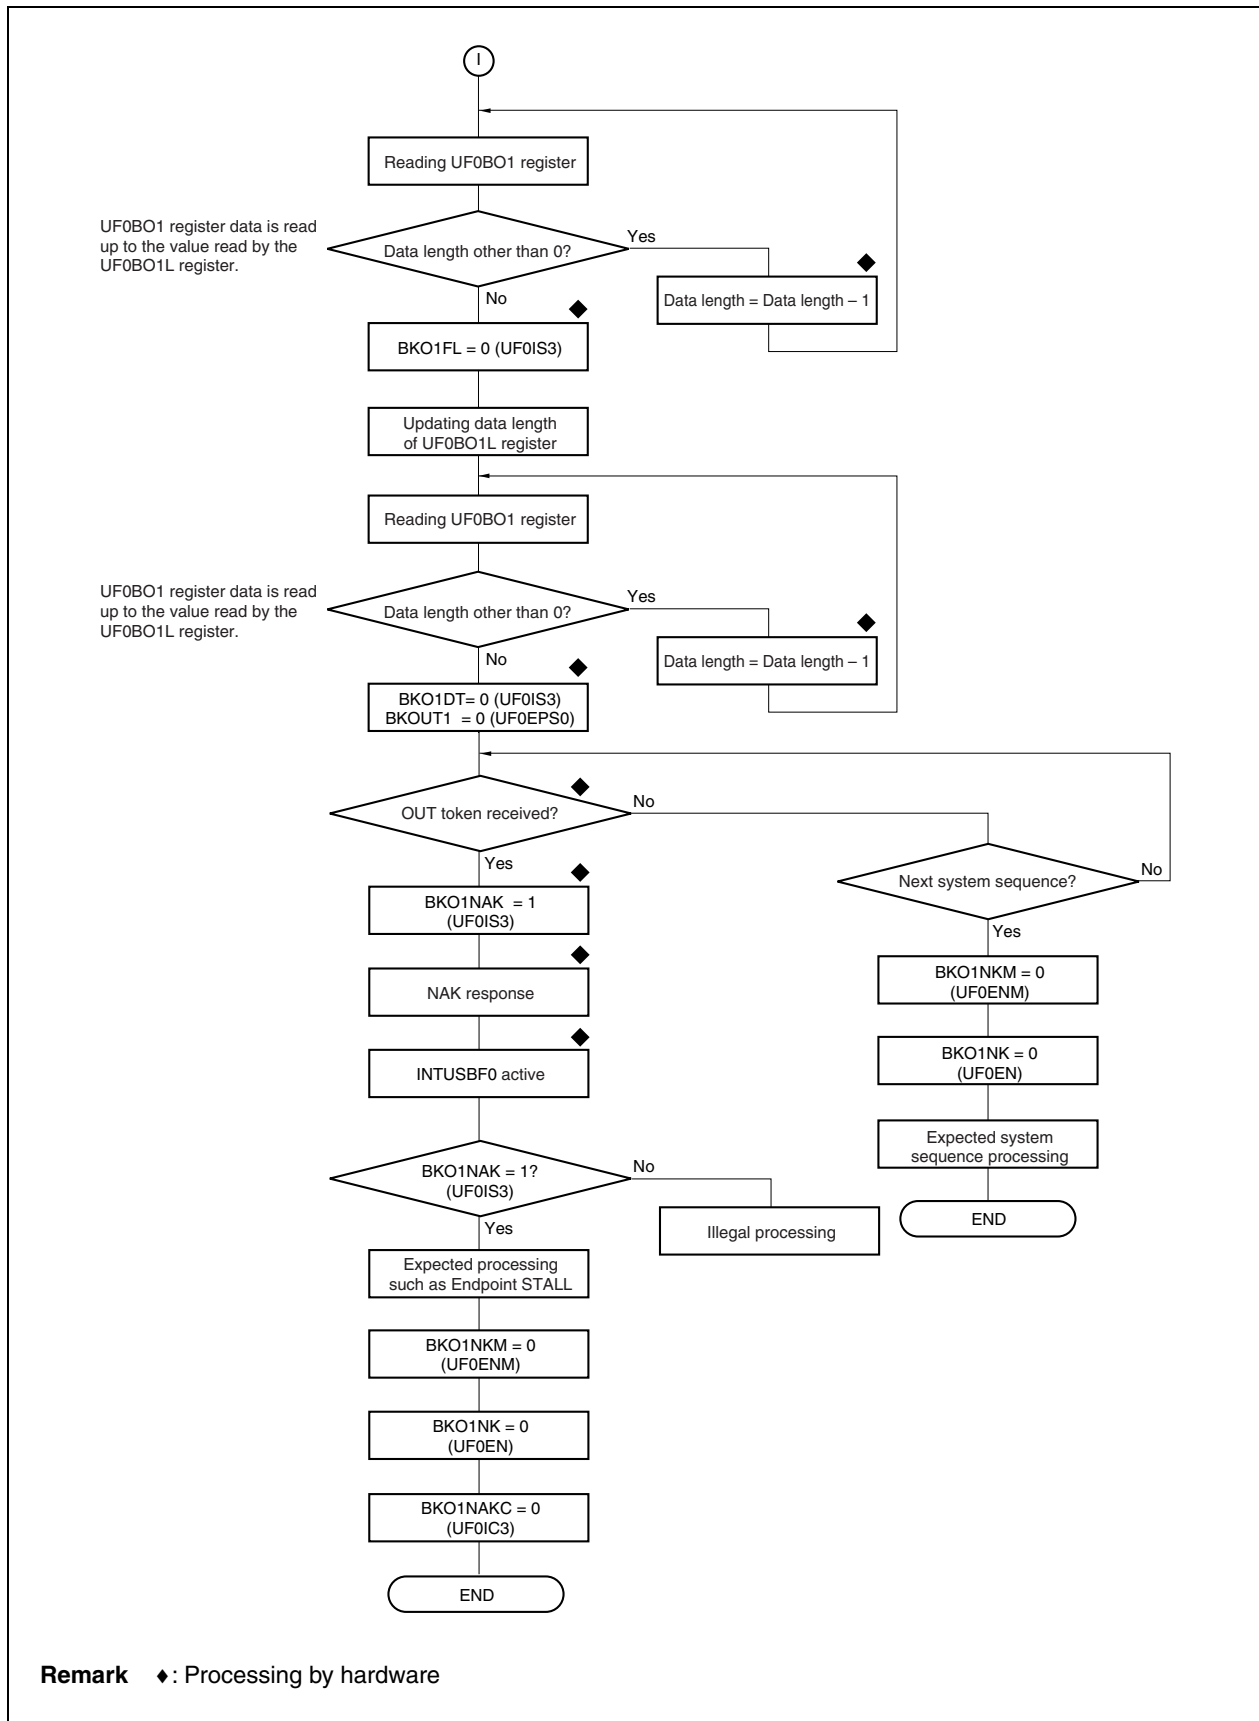 I
Reading UF0BO1 register
UF0BO1 register data is read
up to the value read by the
UF0BO1L register.
Data length other than 0?
Yes
Data length = Data length – 1
No
BKO1FL = 0 (UF0IS3)
Updating data length
of UF0BO1L register
Reading UF0BO1 register
UF0BO1 register data is read
up to the value read by the
UF0BO1L register.
Data length other than 0?
Yes
Data length = Data length – 1
No
BKO1DT= 0 (UF0IS3)
BKOUT1 = 0 (UF0EPS0)
OUT token received?
No
Yes
Next system sequence?
No
Yes
BKO1NAK = 1
(UF0IS3)
NAK response
INTUSBF0 active
BKO1NKM = 0
(UF0ENM)
BKO1NK = 0
(UF0EN)
Expected system
sequence processing
END
BKO1NAK = 1?
(UF0IS3)
No
Illegal processing
Yes
Expected processing
such as Endpoint STALL
BKO1NKM = 0
(UF0ENM)
BKO1NK = 0
(UF0EN)
BKO1NAKC = 0
(UF0IC3)
END
Remark ♦: Processing by hardware